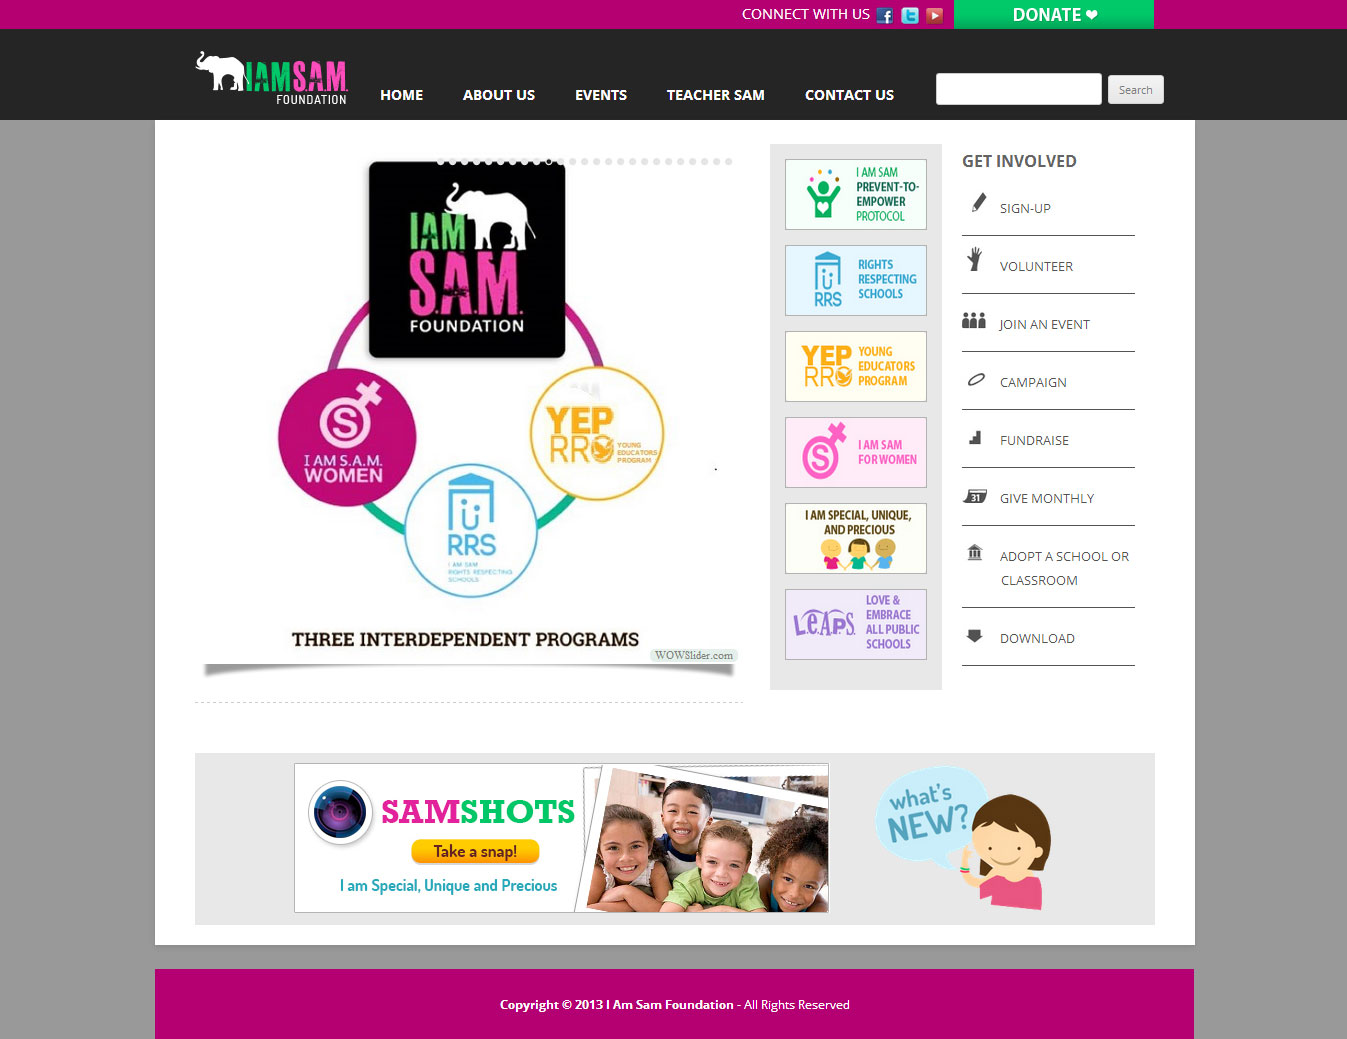 CONNECT WITH US
DONATE ❤
IAMSAM.
FOUNDATION
HOME
ABOUT US
EVENTS
TEACHER SAM
CONTACT US
Search
I AM
S.A.M.
FOUNDATION
I AM S.A.M.
WOMEN
YEP
RRO
YOUNG
EDUCATORS
PROGRAM
RRS
I AM SAM
RIGHTS RESPECTING
SCHOOLS
THREE INTERDEPENDENT PROGRAMS
WOWSlider.com
I AM SAM
PREVENT-TO-
EMPOWER
PROTOCOL
RRS
RIGHTS
RESPECTING
SCHOOLS
YEP
RRO
YOUNG
EDUCATORS
PROGRAM
S
I AM SAM
FOR WOMEN
I AM SPECIAL, UNIQUE,
AND PRECIOUS
L.e.A.P.S.
LOVE &
EMBRACE
ALL PUBLIC
SCHOOLS
GET INVOLVED
SIGN-UP
VOLUNTEER
JOIN AN EVENT
CAMPAIGN
FUNDRAISE
31
GIVE MONTHLY
ADOPT A SCHOOL OR
CLASSROOM
DOWNLOAD
SAMSHOTS
Take a snap!
I am Special, Unique and Precious
what's
NEW?
Copyright © 2013 I Am Sam Foundation - All Rights Reserved